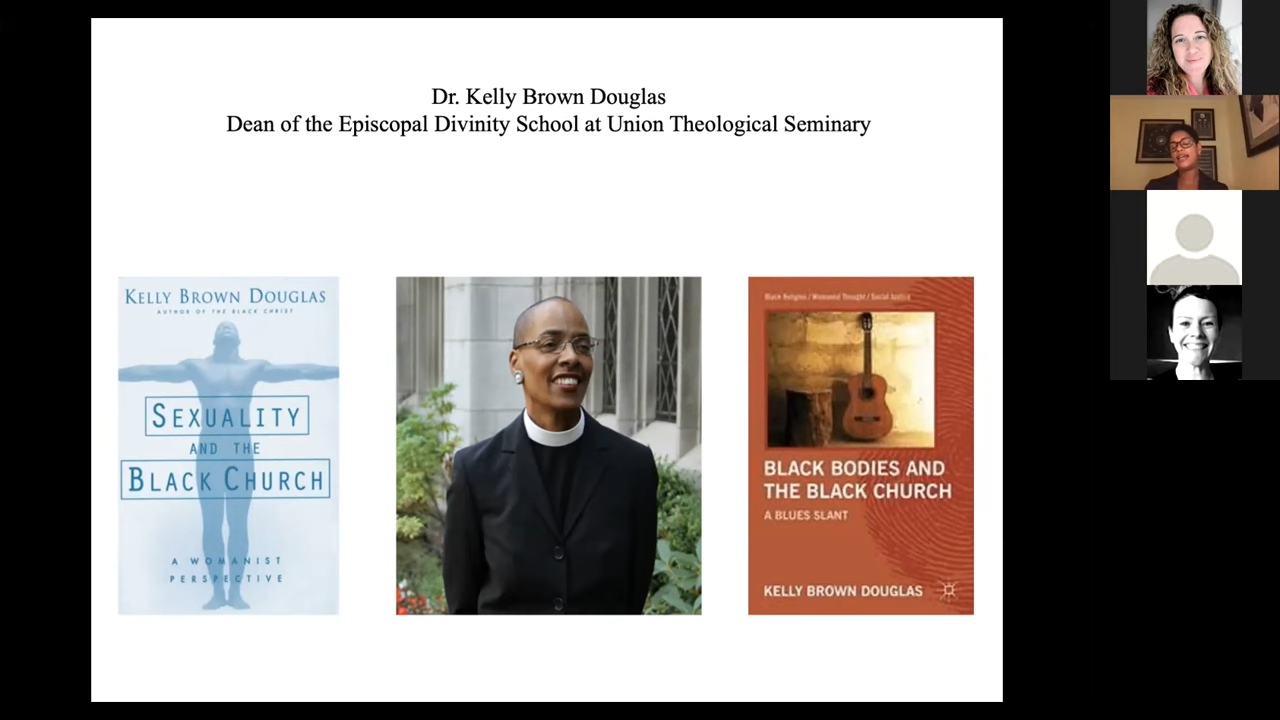 Dr. Kelly Brown Douglas
Dean of the Episcopal Divinity School at Union Theological Seminary
KELLY BROWN DOUGLAS
AUTHOR OF THE BLACK CHRIST
SEXUALITY
AND THE
BLACK CHURCH
A WOMANIST
PERSPECTIVE
Black Religion / Womanist Thought / Social Justice
BLACK BODIES AND
THE BLACK CHURCH
A BLUES SLANT
KELLY BROWN DOUGLAS